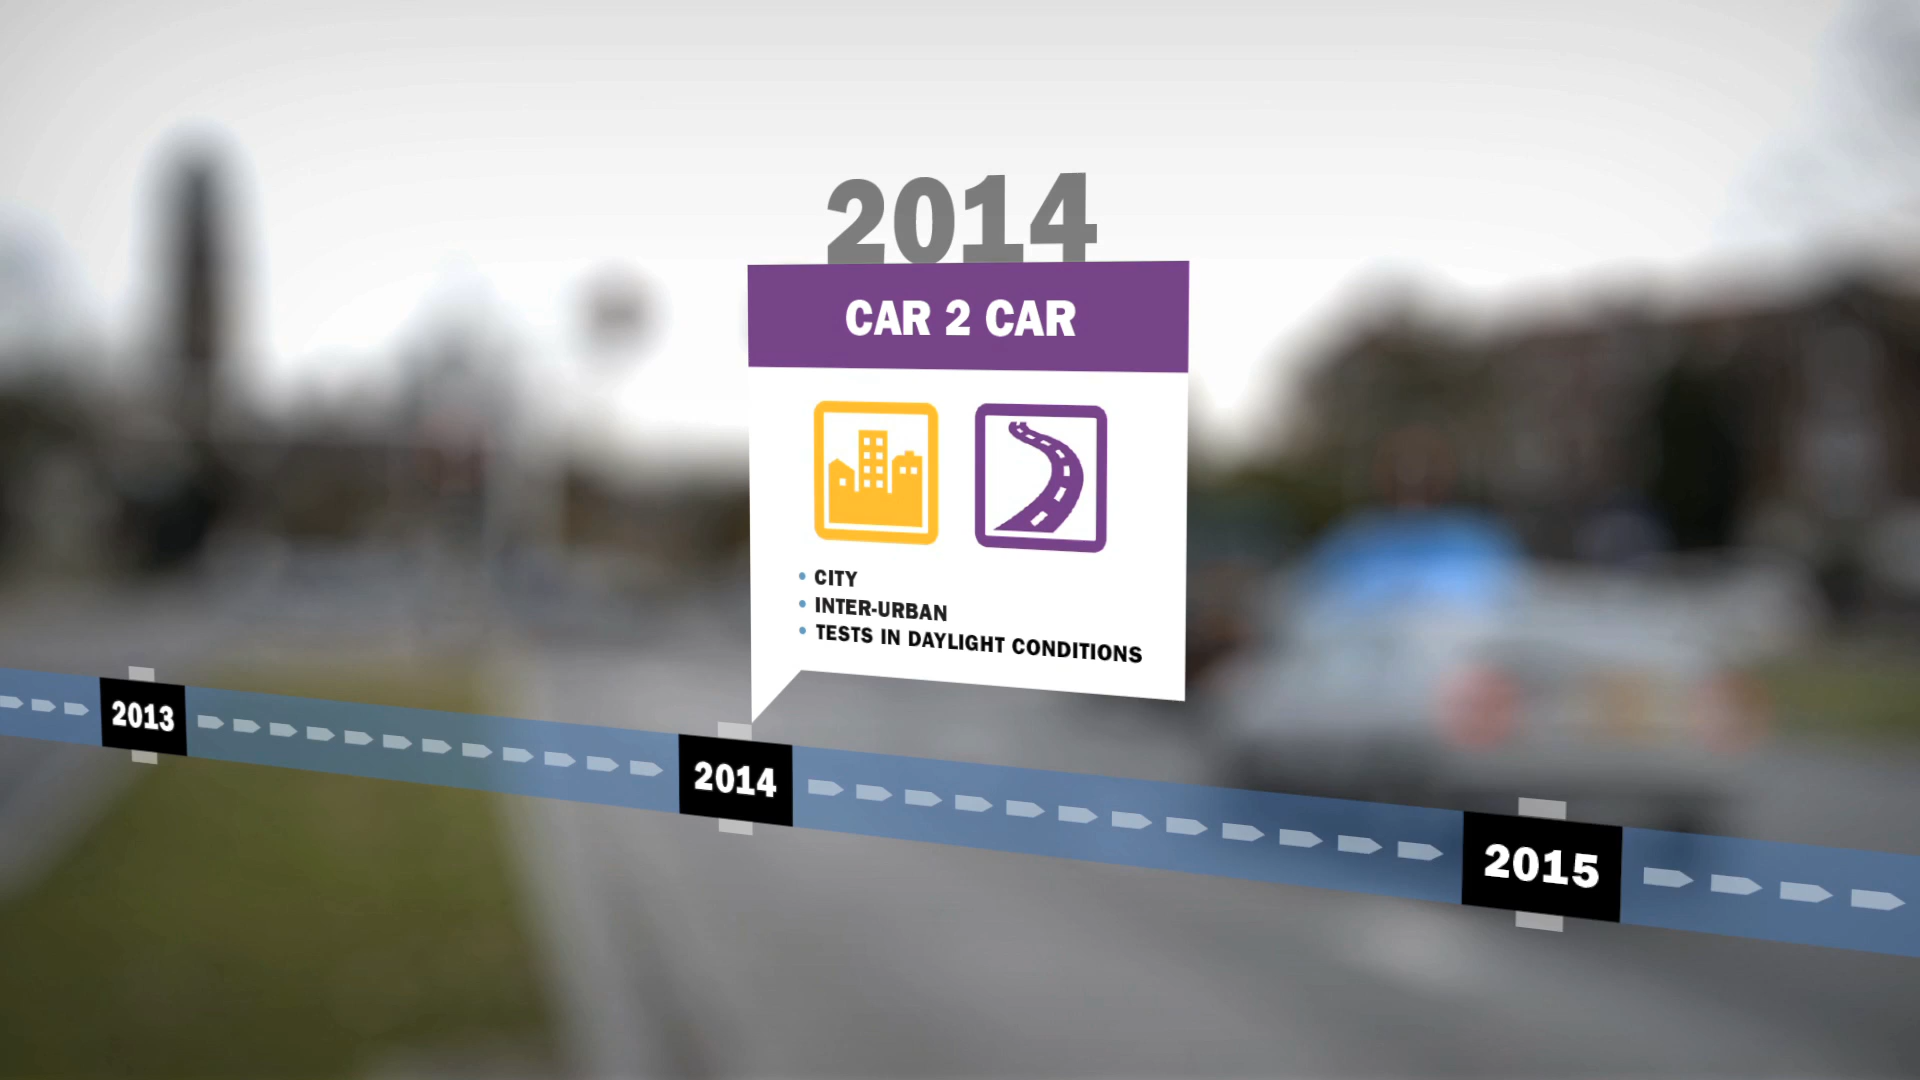 2014
CAR 2 CAR
• CITY
• INTER-URBAN
• TESTS IN DAYLIGHT CONDITIONS
2013
2014
2015